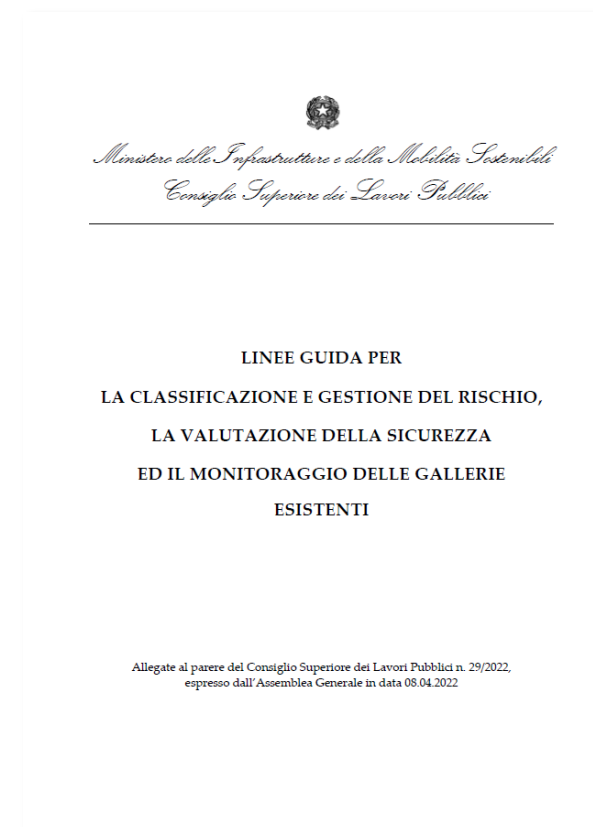 Ministero delle Infrastrutture e della Mobilità Sostenibili
Consiglio Superiore dei Lavori Pubblici
LINEE GUIDA PER
LA CLASSIFICAZIONE E GESTIONE DEL RISCHIO,
LA VALUTAZIONE DELLA SICUREZZA
ED IL MONITORAGGIO DELLE GALLERIE
ESISTENTI
Allegate al parere del Consiglio Superiore dei Lavori Pubblici n. 29/2022,
espresso dall'Assemblea Generale in data 08.04.2022